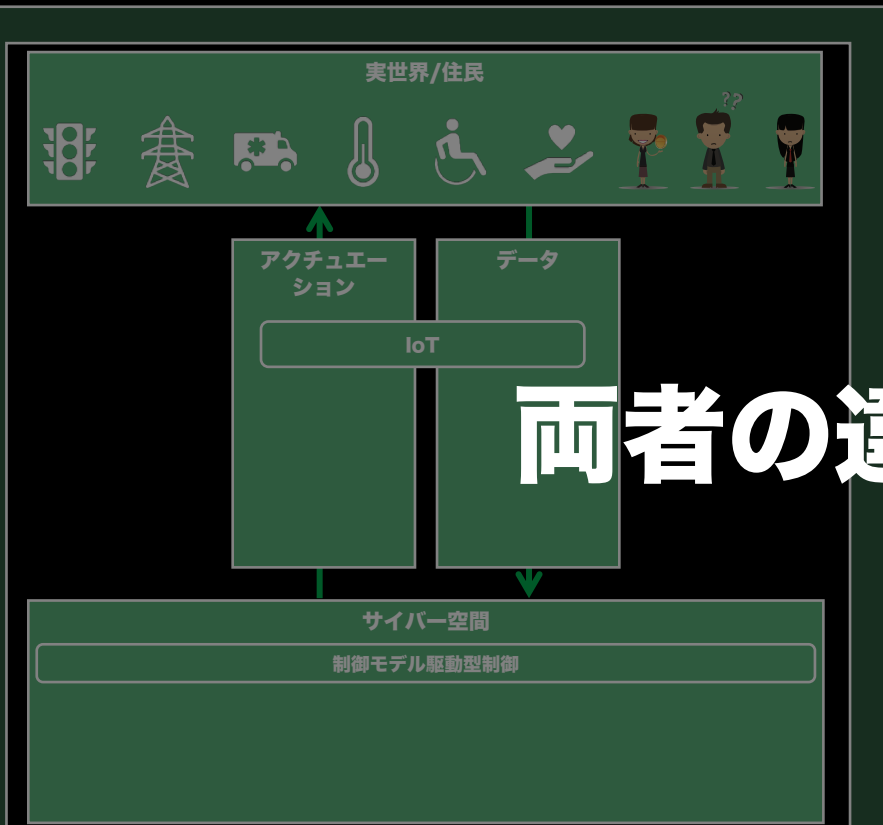 実世界/住民
??
アクチュエー
ション
データ
IoT
両者の
サイバー空間
制御モデル駆動型制御